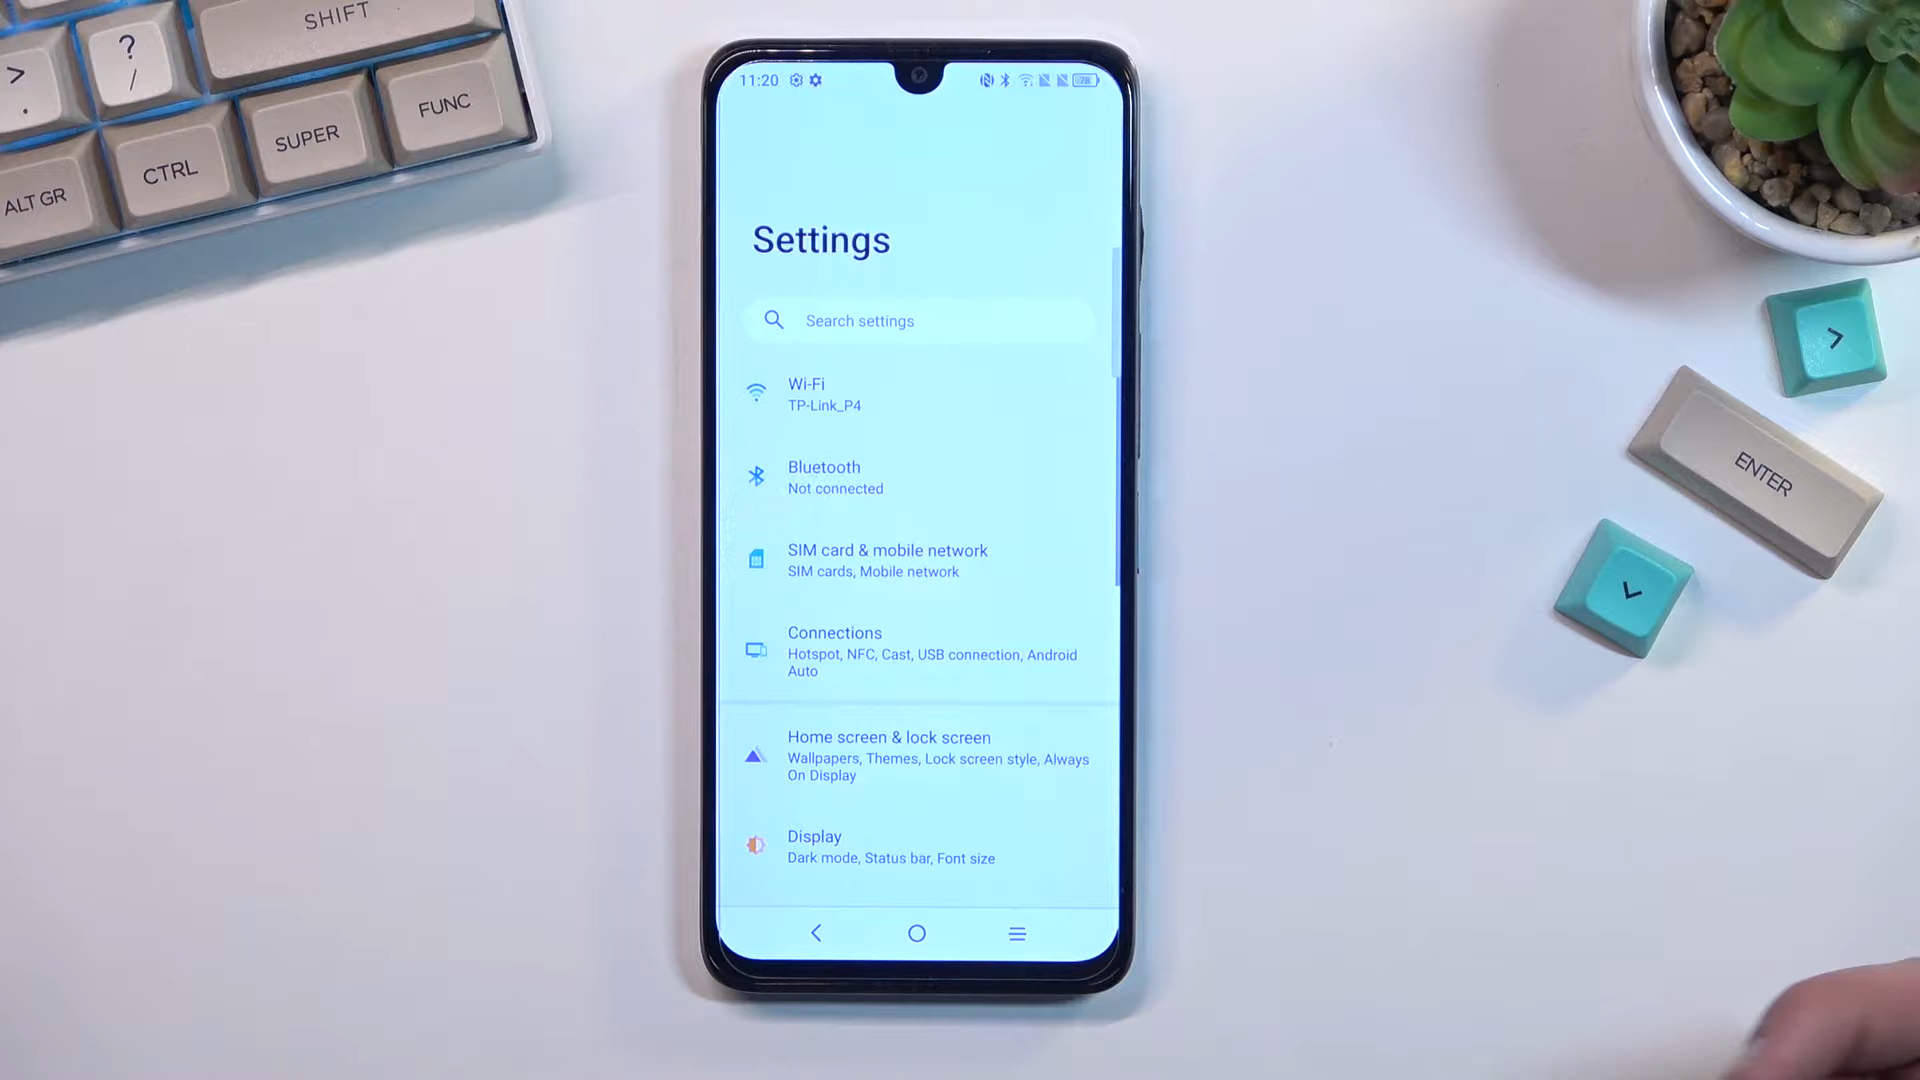 SHIFT
?
/
>
.
FUNC
SUPER
CTRL
ALT GR
11:20
78
Settings
Search settings
Wi-Fi
TP-Link_P4
Bluetooth
Not connected
SIM card & mobile network
SIM cards, Mobile network
Connections
Hotspot, NFC, Cast, USB connection, Android
Auto
Home screen & lock screen
Wallpapers, Themes, Lock screen style, Always
On Display
Display
Dark mode, Status bar, Font size
>
ENTER